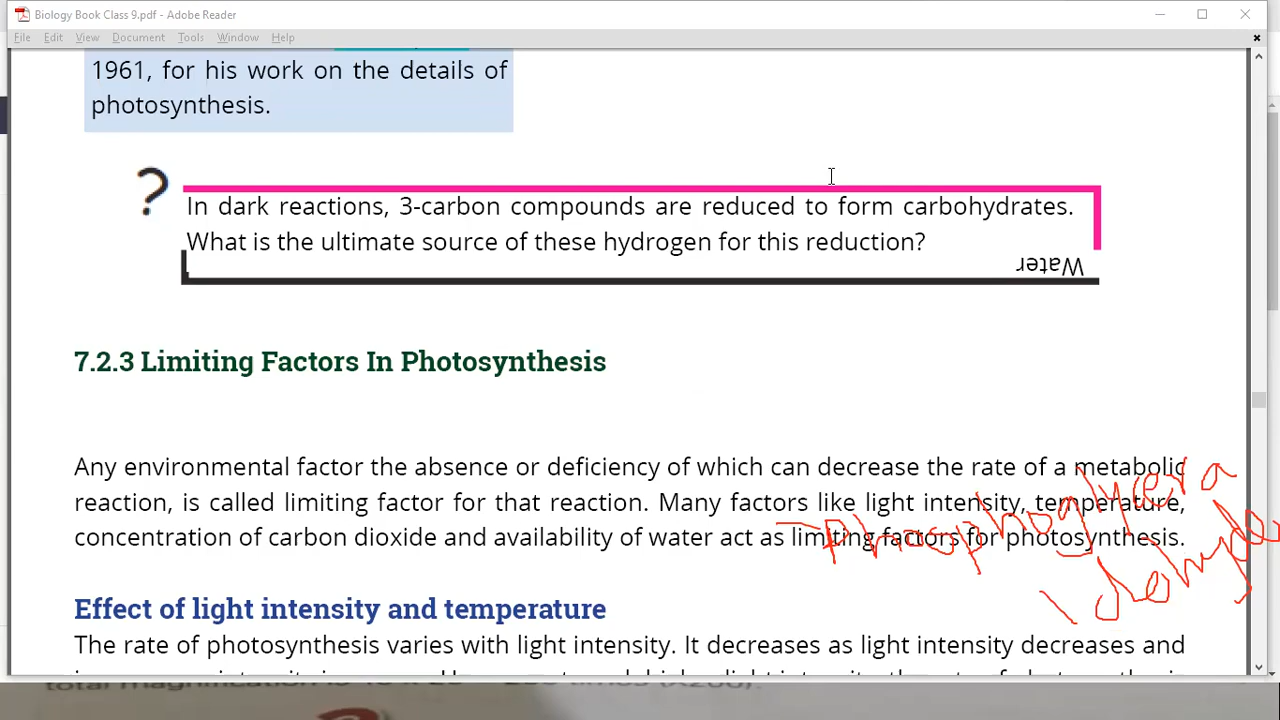 Biology Book Class 9.pdf - Adobe Reader
File Edit View Document Tools Window Help
1961, for his work on the details of
photosynthesis.
?
In dark reactions, 3-carbon compounds are reduced to form carbohydrates.
What is the ultimate source of these hydrogen for this reduction?
Water
7.2.3 Limiting Factors In Photosynthesis
Any environmental factor the absence or deficiency of which can decrease the rate of a metabolic
reaction, is called limiting factor for that reaction. Many factors like light intensity, temperature,
concentration of carbon dioxide and availability of water act as limiting factors for photosynthesis.
Phosphoglycera
ldehyde
Effect of light intensity and temperature
The rate of photosynthesis varies with light intensity. It decreases as light intensity decreases and